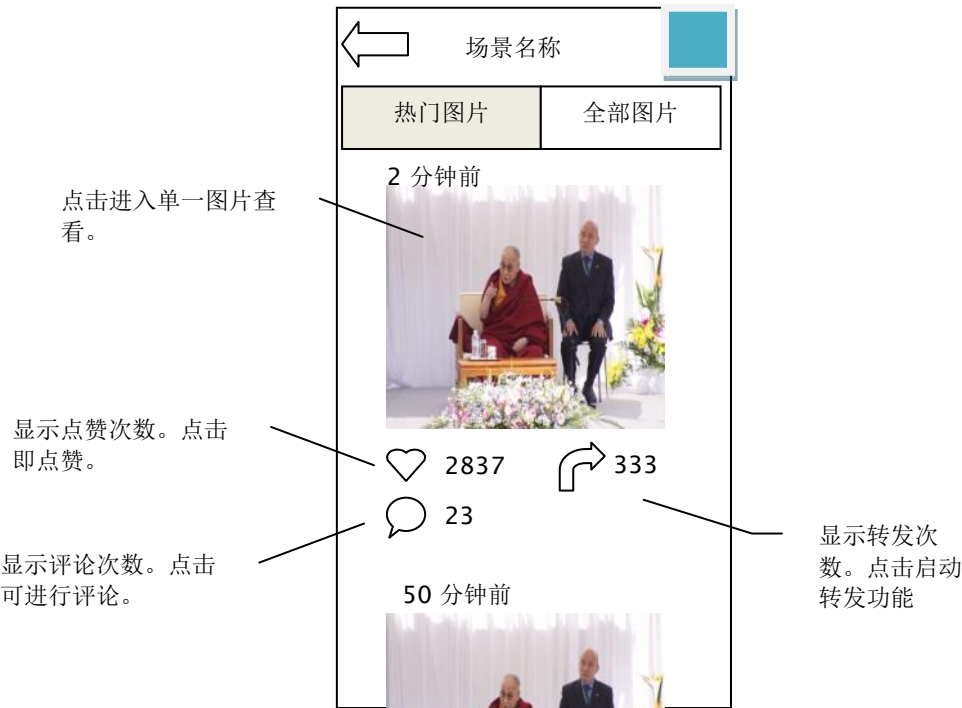 场景名称
热门图片
全部图片
2 分钟前
点击进入单一图片查
看。
显示点赞次数。点击
即点赞。
2837
333
23
显示评论次数。点击
可进行评论。
显示转发次
数。点击启动
转发功能
50 分钟前